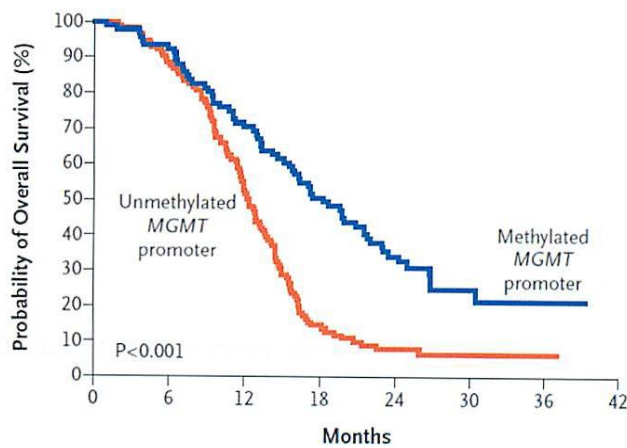 Probability of Overall Survival (%)
100
90
80
70
60
50
40
30
20
10
0
Unmethylated
MGMT
promoter
Methylated
MGMT
promoter
P<0.001
0 6 12 18 24 30 36 42
Months